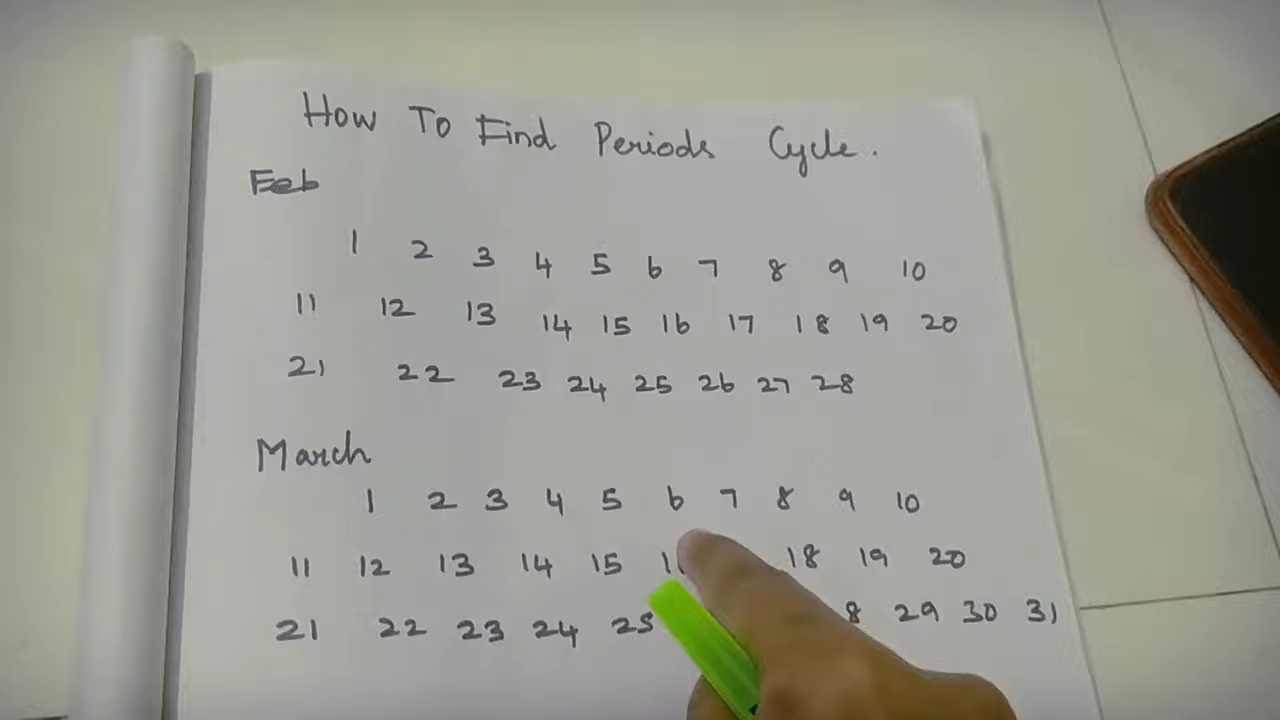 How To Find Periods Cycle.
Feb
1 2 3 4 5 6 7 8 9 10
11 12 13 14 15 16 17 18 19 20
21 22 23 24 25 26 27 28
March
1 2 3 4 5 6 7 8 9 10
11 12 13 14 15 18 19 20
21 22 23 24 25 8 29 30 31